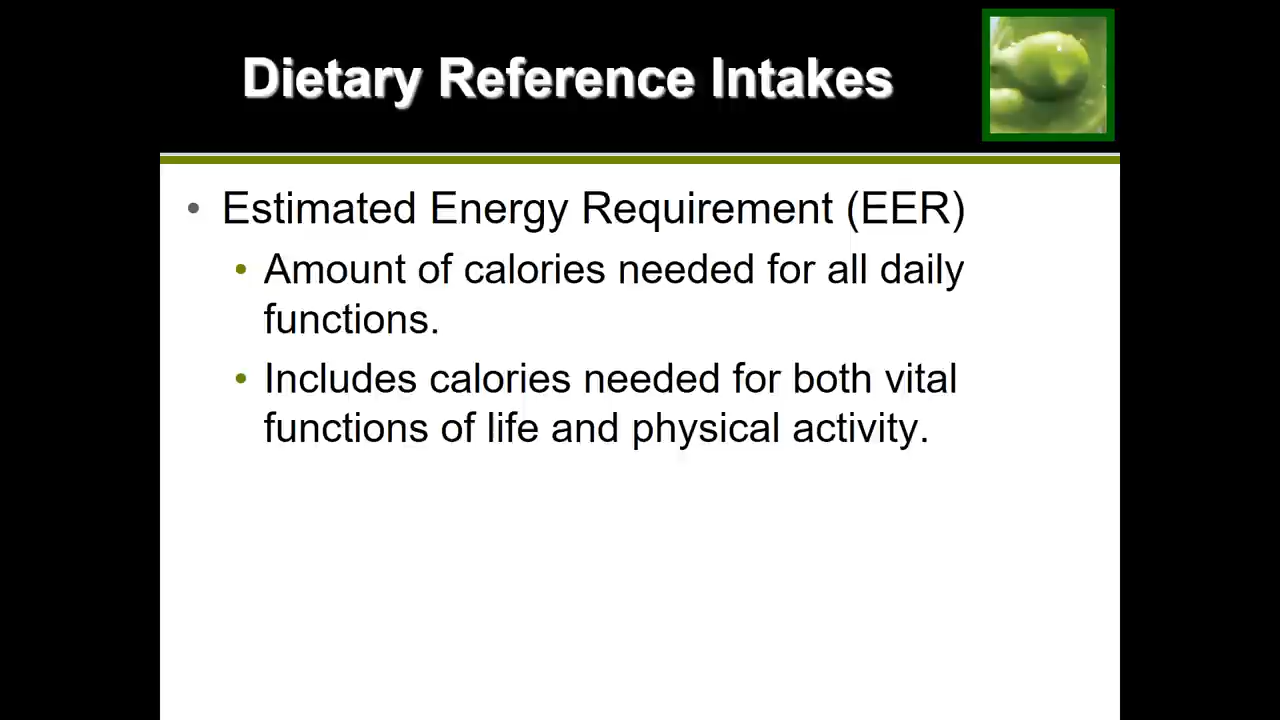 Dietary Reference Intakes
• Estimated Energy Requirement (EER)
• Amount of calories needed for all daily
functions.
• Includes calories needed for both vital
functions of life and physical activity.